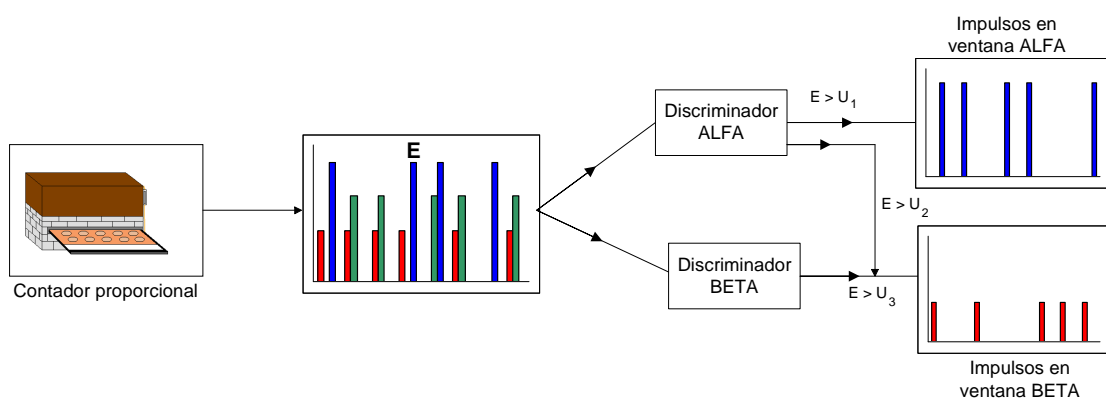 Contador proporcional
E
Discriminador
ALFA
Discriminador
BETA
E > U1
E > U2
E > U3
Impulsos en
ventana ALFA
Impulsos en
ventana BETA